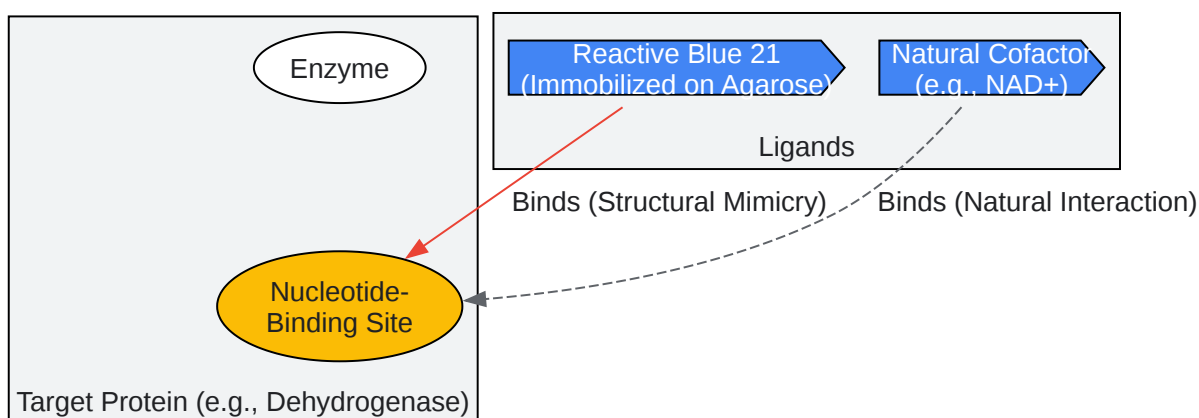 Enzyme
Nucleotide-
Binding Site
Target Protein (e.g., Dehydrogenase)
Reactive Blue 21
(Immobilized on Agarose)
Natural Cofactor
(e.g., NAD+)
Ligands
Binds (Structural Mimicry)
Binds (Natural Interaction)